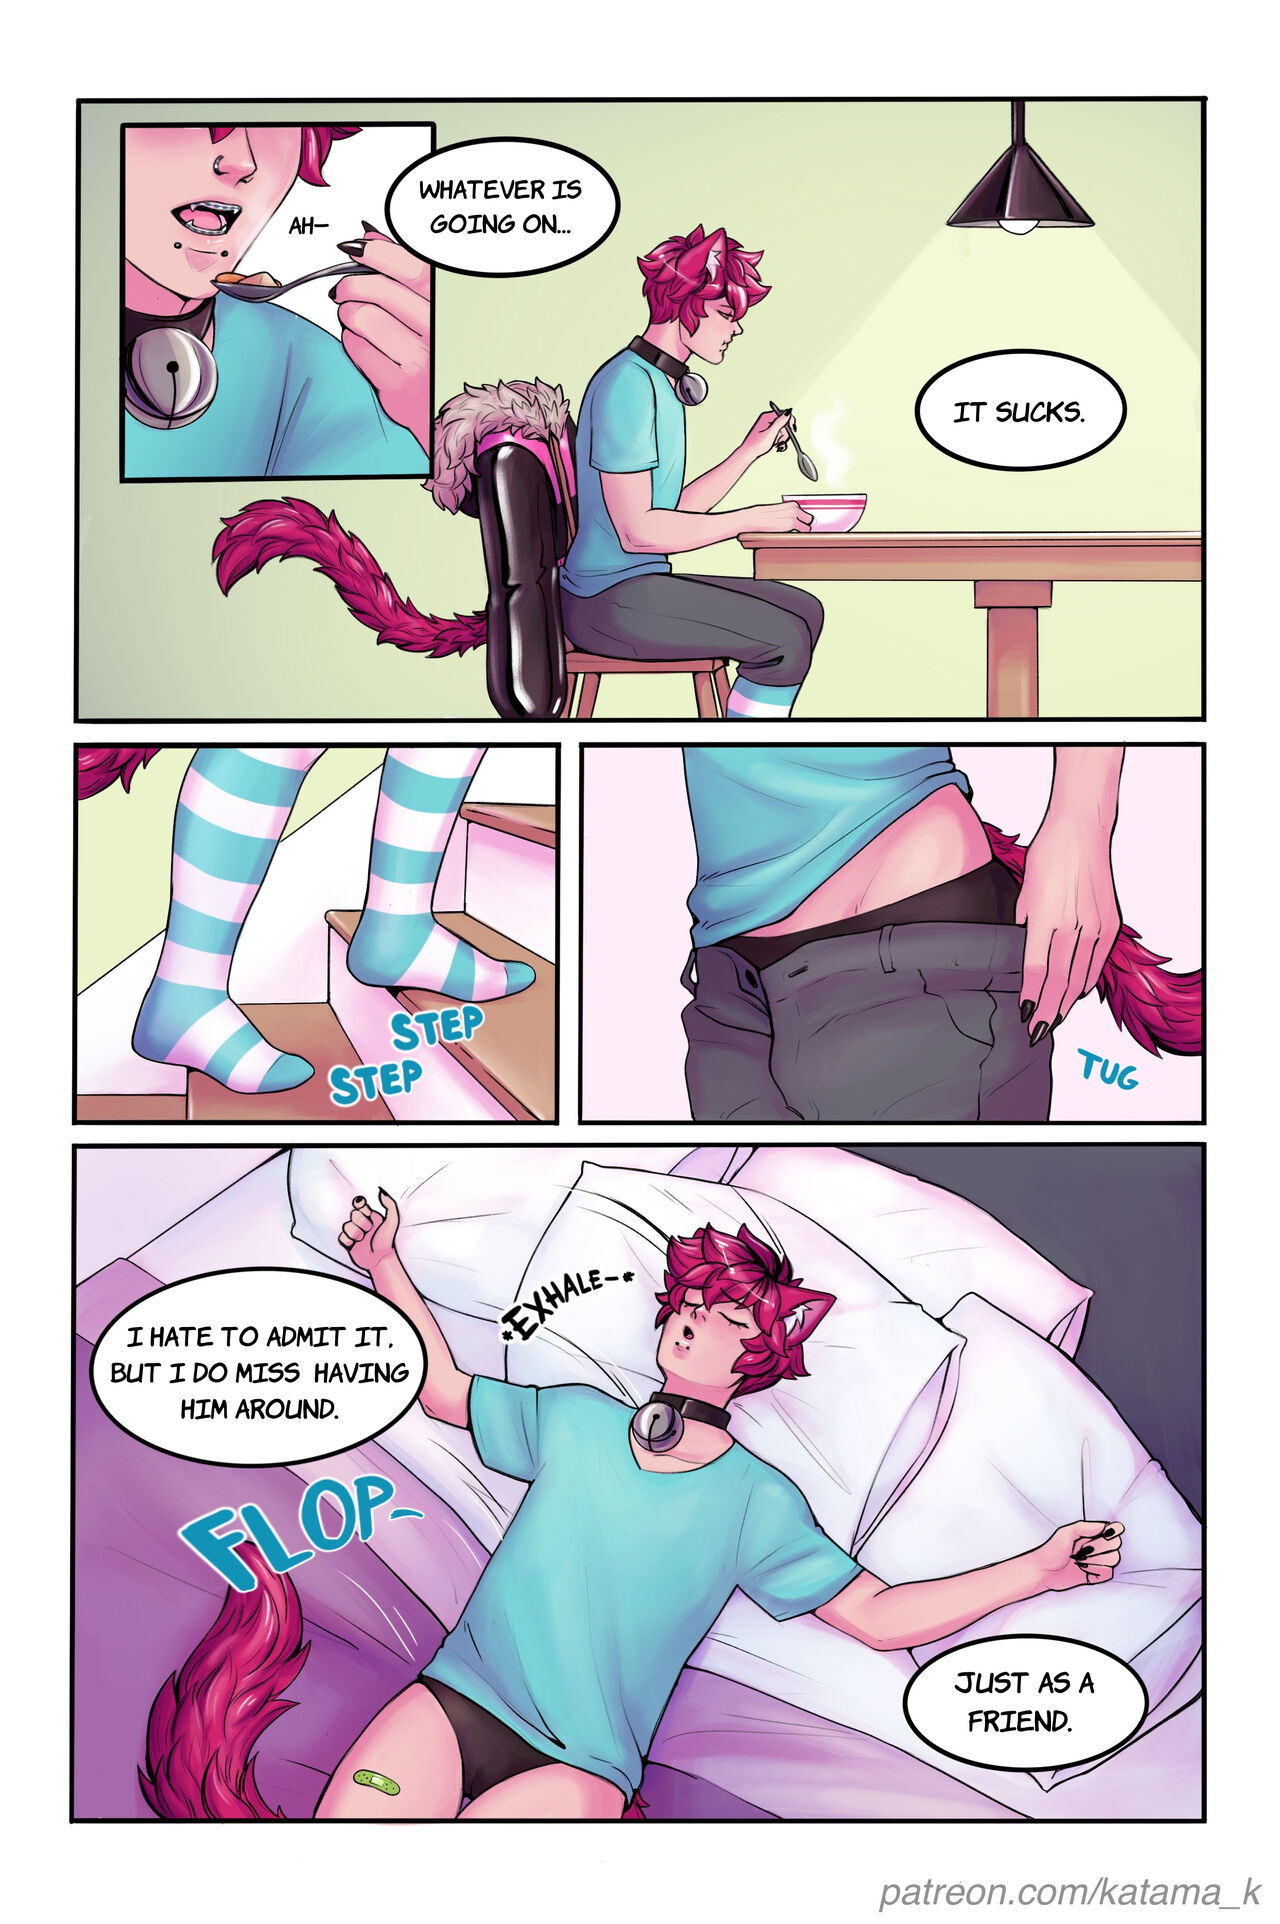 AH-
WHATEVER IS
GOING ON...
IT SUCKS.
STEP
STEP
TUG
*EXHALE-*
I HATE TO ADMIT IT,
BUT I DO MISS HAVING
HIM AROUND.
FLOP-
JUST AS A
FRIEND.
patreon.com/katama_k